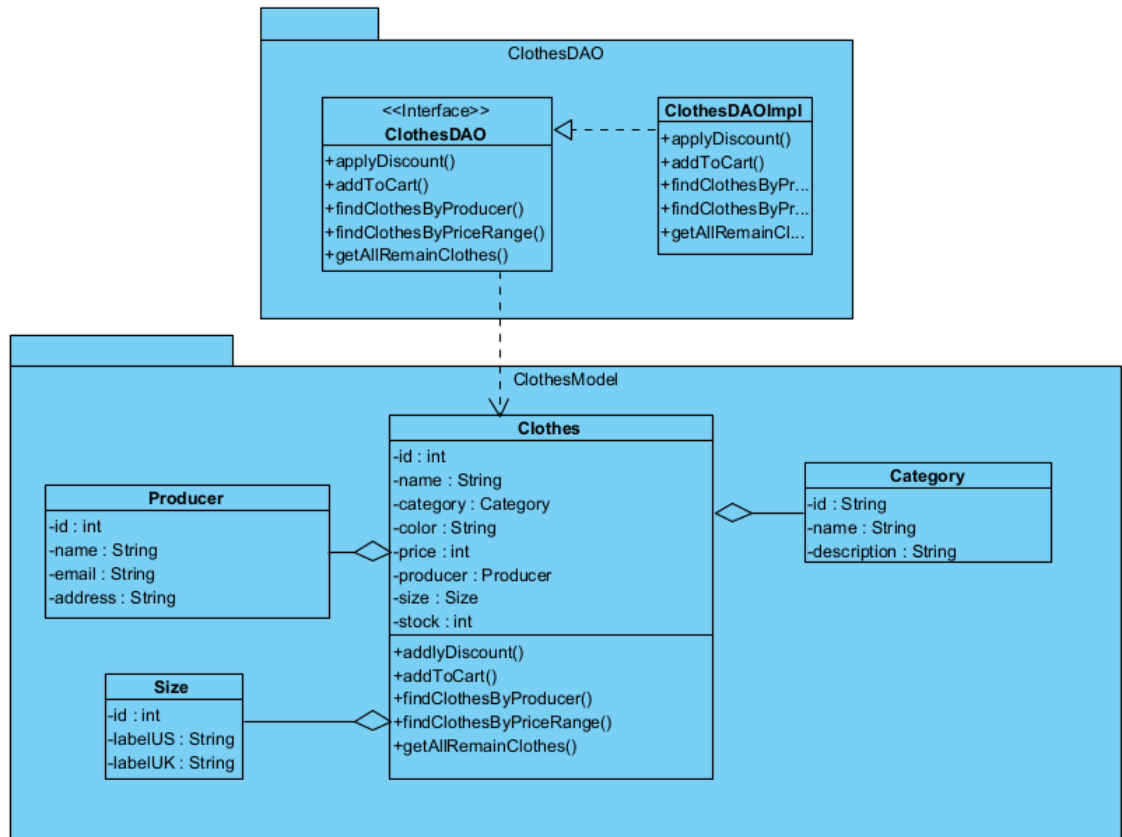 ClothesDAO
<<Interface>>
ClothesDAO
+applyDiscount()
+addToCart()
+findClothesByProducer()
+findClothesByPriceRange()
+getAllRemainClothes()
ClothesDAOImpl
+applyDiscount()
+addToCart()
+findClothesByPr...
+findClothesByPr...
+getAllRemainCl...
ClothesModel
Clothes
-id : int
-name : String
-category : Category
-color : String
-price : int
-producer : Producer
-size : Size
-stock : int
+addlyDiscount()
+addToCart()
+findClothesByProducer()
+findClothesByPriceRange()
+getAllRemainClothes()
Producer
-id : int
-name : String
-email : String
-address : String
Size
-id : int
-labelUS : String
-labelUK : String
Category
-id : String
-name : String
-description : String